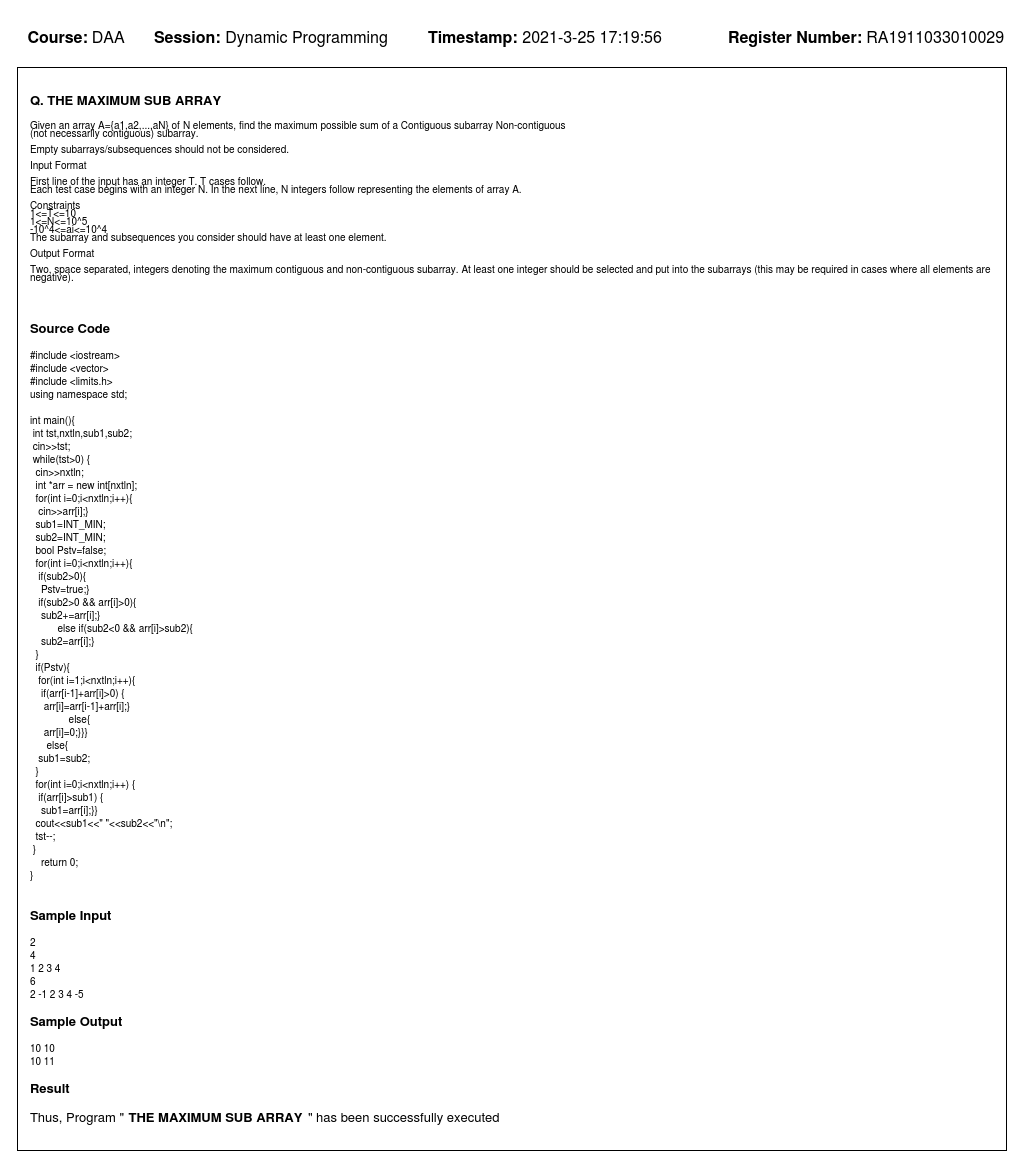 Course: DAA Session: Dynamic Programming Timestamp: 2021-3-25 17:19:56 Register Number: RA1911033010029
Q. THE MAXIMUM SUB ARRAY
Given an array A={a1,a2,...,aN} of N elements, find the maximum possible sum of a Contiguous subarray Non-contiguous
(not necessarily contiguous) subarray.
Empty subarrays/subsequences should not be considered.
Input Format
First line of the input has an integer T. T cases follow.
Each test case begins with an integer N. In the next line, N integers follow representing the elements of array A.
Constraints
1<=T<=10
1<=N<=10^5
-10^4<=ai<=10^4
The subarray and subsequences you consider should have at least one element.
Output Format
Two, space separated, integers denoting the maximum contiguous and non-contiguous subarray. At least one integer should be selected and put into the subarrays (this may be required in cases where all elements are
negative).
Source Code
#include <iostream>
#include <vector>
#include <limits.h>
using namespace std;
int main(){
int tst,nxtln,sub1,sub2;
cin>>tst;
while(tst>0) {
cin>>nxtln;
int *arr = new int[nxtln];
for(int i=0;i<nxtln;i++){
cin>>arr[i];}
sub1=INT_MIN;
sub2=INT_MIN;
bool Pstv=false;
for(int i=0;i<nxtln;i++){
if(sub2>0){
Pstv=true;}
if(sub2>0 && arr[i]>0){
sub2+=arr[i];}
else if(sub2<0 && arr[i]>sub2){
sub2=arr[i];}
}
if(Pstv){
for(int i=1;i<nxtln;i++){
if(arr[i-1]+arr[i]>0) {
arr[i]=arr[i-1]+arr[i];}
else{
arr[i]=0;}}}
else{
sub1=sub2;
}
for(int i=0;i<nxtln;i++) {
if(arr[i]>sub1) {
sub1=arr[i];}}
cout<<sub1<<" "<<sub2<<"\n";
tst--;
}
return 0;
}
Sample Input
2
4
1 2 3 4
6
2 -1 2 3 4 -5
Sample Output
10 10
10 11
Result
Thus, Program " THE MAXIMUM SUB ARRAY " has been successfully executed